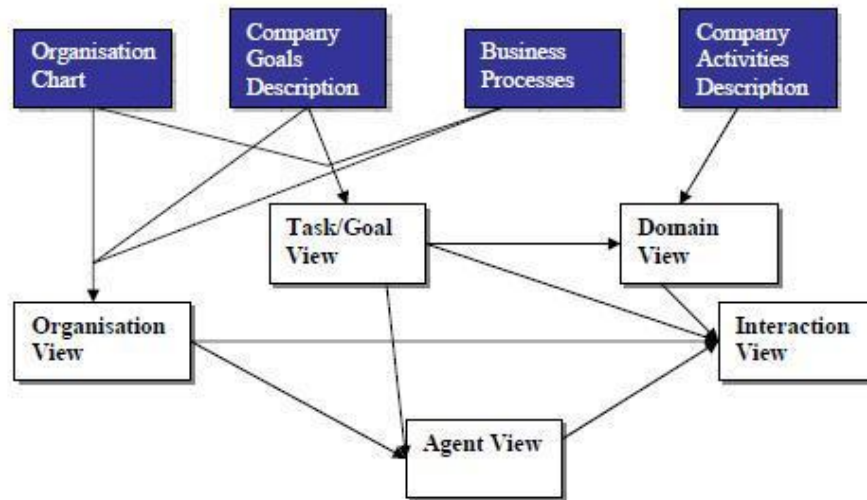 Organisation
Chart
Company
Goals
Description
Business
Processes
Company
Activities
Description
Task/Goal
View
Domain
View
Organisation
View
Interaction
View
Agent View